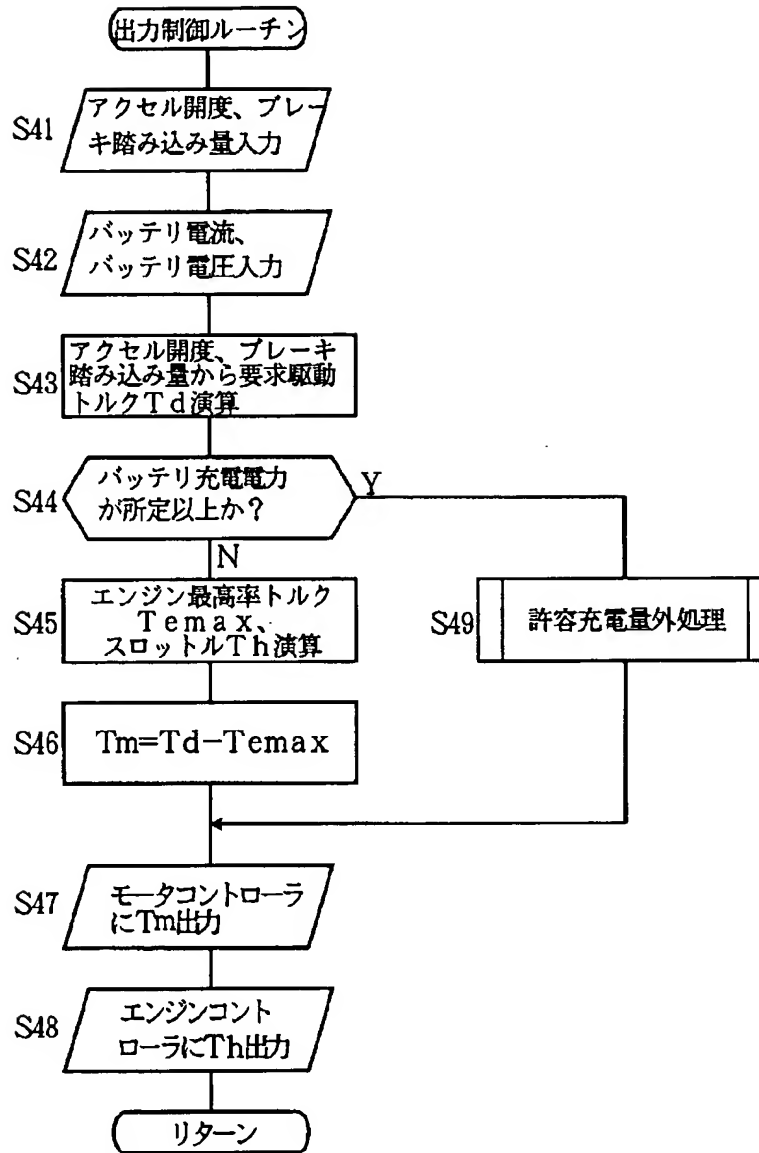 出力制御ルーチン
S41
アクセル開度、ブレー
キ踏み込み量入力
S42
バッテリ電流、
バッテリ電圧入力
S43
アクセル開度、ブレーキ
踏み込み量から要求駆動
トルクTd演算
S44
バッテリ充電電力
が所定以上か?
Y
N
S45
エンジン最高率トルク
Temax、
スロットルTh演算
S49
許容充電量外処理
S46
Tm=Td−Temax
S47
モータコントローラ
にTm出力
S48
エンジンコント
ローラにTh出力
リターン